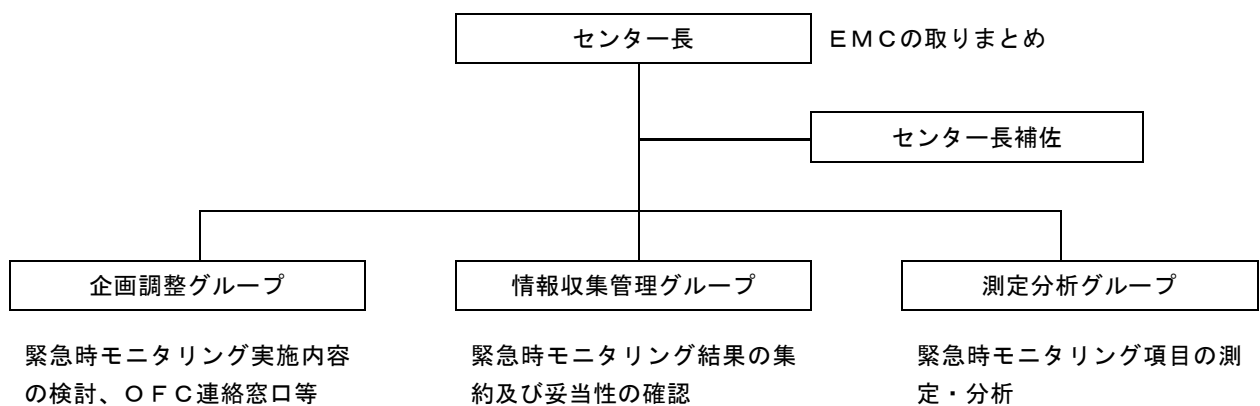 センター長
ＥＭＣの取りまとめ
センター長補佐
企画調整グループ
情報収集管理グループ
測定分析グループ
緊急時モニタリング実施内容
の検討、ＯＦＣ連絡窓口等
緊急時モニタリング結果の集
約及び妥当性の確認
緊急時モニタリング項目の測
定・分析